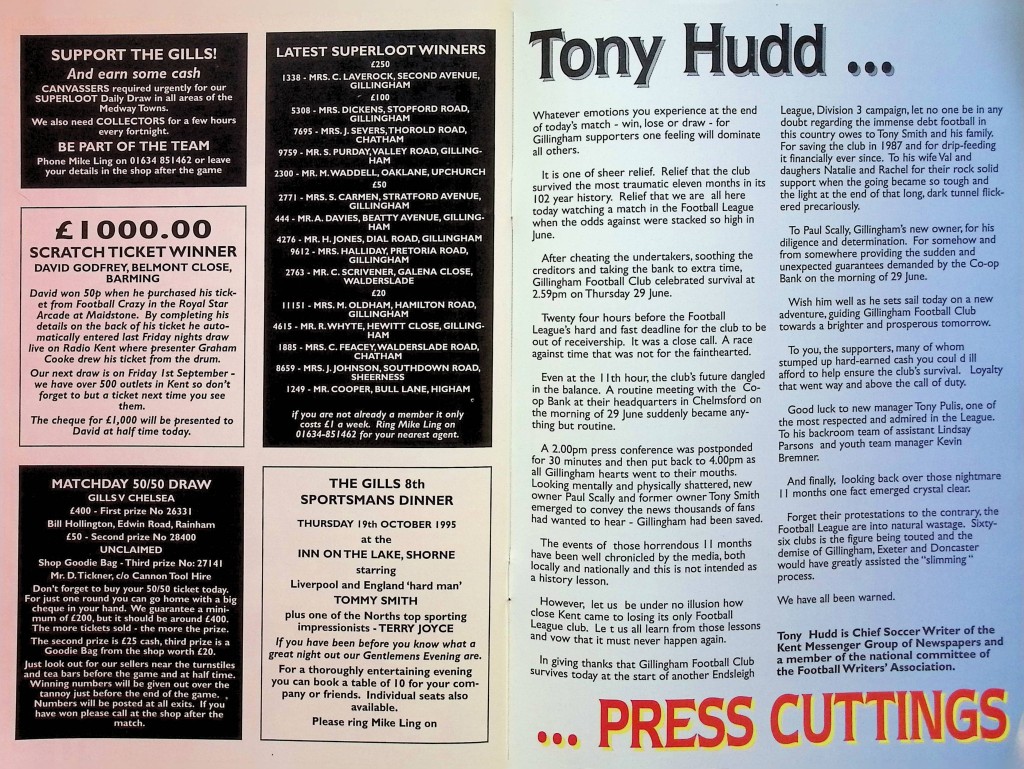 SUPPORT THE GILLS!
And earn some cash
CANVASSERS required urgently for our
SUPERLOOT Daily Draw in all areas of the
Medway Towns.
We also need COLLECTORS for a few hours
every fortnight.
BE PART OF THE TEAM
Phone Mike Ling on 01634 851462 or leave
your details in the shop after the game
£1000.00
SCRATCH TICKET WINNER
DAVID GODFREY, BELMONT CLOSE,
BARMING
David won 50p when he purchased his tick-
et from Football Crazy in the Royal Star
Arcade at Maidstone. By completing his
details on the back of his ticket he au-
tomatically entered last Friday nights draw
live on Radio Kent where presenter Graham
Cooke drew his ticket from the drum.
Our next draw is on Friday 1st September -
we have over 500 outlets in Kent so don't
forget to but a ticket next time you see
them.
The cheque for £1,000 will be presented to
David at half time today.
MATCHDAY 50/50 DRAW
GILLS V CHELSEA
£400 - First prize No 26331
Bill Hollington, Edwin Road, Rainham
£50 - Second prize No 28400
UNCLAIMED
Shop Goodie Bag - Third prize No: 27141
Mr. D. Tickner, c/o Cannon Tool Hire
Don't forget to buy your 50/50 ticket today.
For just one round you can go home with a big
cheque in your hand. We guarantee a mini-
mum of £200, but it should be around £400.
The more tickets sold - the more the prize.
The second prize is £25 cash, third prize is a
Goodie Bag from the shop worth £20.
Just look out for our sellers near the turnstiles
and tea bars before the game and at half time.
Winning numbers will be given out over the
tannoy just before the end of the game.
Numbers will be posted at all exits. If you
have won please call at the shop after the
match.
LATEST SUPERLOOT WINNERS
£250
1338 - MRS. C. LAVEROCK, SECOND AVENUE,
GILLINGHAM
£100
5308 - MRS. DICKENS, STOPFORD ROAD,
GILLINGHAM
7695 - MRS. J. SEVERS, THOROLD ROAD,
CHATHAM
9759 - MR. S. PURDAY, VALLEY ROAD, GILLING-
HAM
2300 - MR. M. WADDELL, OAKLANE, UPCHURCH
£50
2771 - MRS. S. CARMEN, STRATFORD AVENUE,
GILLINGHAM
444 - MR. A. DAVIES, BEATTY AVENUE, GILLING-
HAM
4276 - MR. H. JONES, DIAL ROAD, GILLINGHAM
9612 - MRS. HALLIDAY, PRETORIA ROAD,
GILLINGHAM
2763 - MR. C. SCRIVENER, GALENA CLOSE,
WALDERSLADE
£20
11151 - MRS. M. OLDHAM, HAMILTON ROAD,
GILLINGHAM
4615 - MR. R. WHYTE, HEWITT CLOSE, GILLING-
HAM
1885 - MRS. C. FEACEY, WALDERSLADE ROAD,
CHATHAM
8659 - MRS. J. JOHNSON, SOUTHDOWN ROAD,
SHEERNESS
1249 - MR. COOPER, BULL LANE, HIGHAM
if you are not already a member it only
costs £1 a week. Ring Mike Ling on
01634-851462 for your nearest agent.
THE GILLS 8th
SPORTSMANS DINNER
THURSDAY 19th OCTOBER 1995
at the
INN ON THE LAKE, SHORNE
starring
Liverpool and England 'hard man'
TOMMY SMITH
plus one of the Norths top sporting
impressionists - TERRY JOYCE
If you have been before you know what a
great night out our Gentlemens Evening are.
For a thoroughly entertaining evening
you can book a table of 10 for your com-
pany or friends. Individual seats also
available.
Please ring Mike Ling on
Tony Hudd ...
Whatever emotions you experience at the end
of today's match - win, lose or draw - for
Gillingham supporters one feeling will dominate
all others.
It is one of sheer relief. Relief that the club
survived the most traumatic eleven months in its
102 year history. Relief that we are all here
today watching a match in the Football League
when the odds against were stacked so high in
June.
After cheating the undertakers, soothing the
creditors and taking the bank to extra time,
Gillingham Football Club celebrated survival at
2.59pm on Thursday 29 June.
Twenty four hours before the Football
League's hard and fast deadline for the club to be
out of receivership. It was a close call. A race
against time that was not for the fainthearted.
Even at the 11th hour, the club's future dangled
in the balance. A routine meeting with the Co-
op Bank at their headquarters in Chelmsford on
the morning of 29 June suddenly became any-
thing but routine.
A 2.00pm press conference was postponed
for 30 minutes and then put back to 4.00pm as
all Gillingham hearts went to their mouths.
Looking mentally and physically shattered, new
owner Paul Scally and former owner Tony Smith
emerged to convey the news thousands of fans
had wanted to hear - Gillingham had been saved.
The events of those horrendous 11 months
have been well chronicled by the media, both
locally and nationally and this is not intended as
a history lesson.
However, let us be under no illusion how
close Kent came to losing its only Football
League club. Le t us all learn from those lessons
and vow that it must never happen again.
In giving thanks that Gillingham Football Club
survives today at the start of another Endsleigh
League, Division 3 campaign, let no one be in any
doubt regarding the immense debt football in
this country owes to Tony Smith and his family.
For saving the club in 1987 and for drip-feeding
it financially ever since. To his wife Val and
daughers Natalie and Rachel for their rock solid
support when the going became so tough and
the light at the end of that long, dark tunnel flick-
ered precariously.
To Paul Scally, Gillingham's new owner, for his
diligence and determination. For somehow and
from somewhere providing the sudden and
unexpected guarantees demanded by the Co-op
Bank on the morning of 29 June.
Wish him well as he sets sail today on a new
adventure, guiding Gillingham Football Club
towards a brighter and prosperous tomorrow.
To you, the supporters, many of whom
stumped up hard-earned cash you coul d ill
afford to help ensure the club's survival. Loyalty
that went way and above the call of duty.
Good luck to new manager Tony Pulis, one of
the most respected and admired in the League.
To his backroom team of assistant Lindsay
Parsons and youth team manager Kevin
Bremner.
And finally, looking back over those nightmare
11 months one fact emerged crystal clear.
Forget their protestations to the contrary, the
Football League are into natural wastage. Sixty-
six clubs is the figure being touted and the
demise of Gillingham, Exeter and Doncaster
would have greatly assisted the "slimming"
process.
We have all been warned.
Tony Hudd is Chief Soccer Writer of the
Kent Messenger Group of Newspapers and
a member of the national committee of
the Football Writers' Association.
... PRESS CUTTINGS